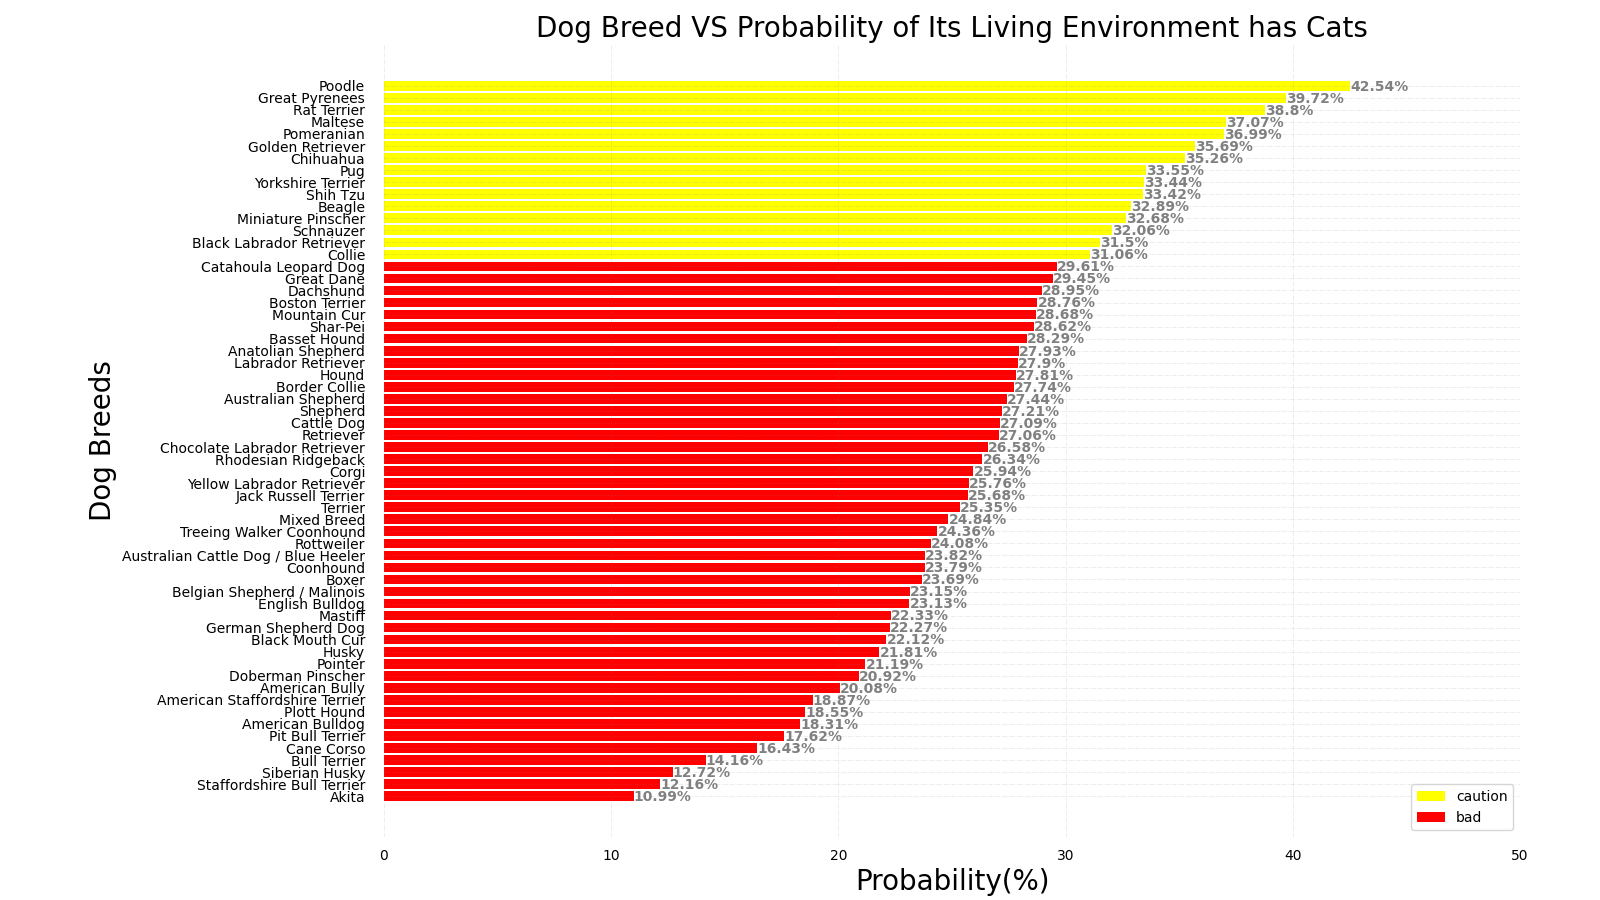 Dog Breed VS Probability of Its Living Environment has Cats
Dog Breeds
Poodle 42.54%
Great Pyrenees 39.72%
Rat Terrier 38.8%
Maltese 37.07%
Pomeranian 36.99%
Golden Retriever 35.69%
Chihuahua 35.26%
Pug 33.55%
Yorkshire Terrier 33.44%
Shih Tzu 33.42%
Beagle 32.89%
Miniature Pinscher 32.68%
Schnauzer 32.06%
Black Labrador Retriever 31.5%
Collie 31.06%
Catahoula Leopard Dog 29.61%
Great Dane 29.45%
Dachshund 28.95%
Boston Terrier 28.76%
Mountain Cur 28.68%
Shar-Pei 28.62%
Basset Hound 28.29%
Anatolian Shepherd 27.93%
Labrador Retriever 27.9%
Hound 27.81%
Border Collie 27.74%
Australian Shepherd 27.44%
Shepherd 27.21%
Cattle Dog 27.09%
Retriever 27.06%
Chocolate Labrador Retriever 26.58%
Rhodesian Ridgeback 26.34%
Corgi 25.94%
Yellow Labrador Retriever 25.76%
Jack Russell Terrier 25.68%
Terrier 25.35%
Mixed Breed 24.84%
Treeing Walker Coonhound 24.36%
Rottweiler 24.08%
Australian Cattle Dog / Blue Heeler 23.82%
Coonhound 23.79%
Boxer 23.69%
Belgian Shepherd / Malinois 23.15%
English Bulldog 23.13%
Mastiff 22.33%
German Shepherd Dog 22.27%
Black Mouth Cur 22.12%
Husky 21.81%
Pointer 21.19%
Doberman Pinscher 20.92%
American Bully 20.08%
American Staffordshire Terrier 18.87%
Plott Hound 18.55%
American Bulldog 18.31%
Pit Bull Terrier 17.62%
Cane Corso 16.43%
Bull Terrier 14.16%
Siberian Husky 12.72%
Staffordshire Bull Terrier 12.16%
Akita 10.99%
caution
bad
0 10 20 30 40 50
Probability(%)